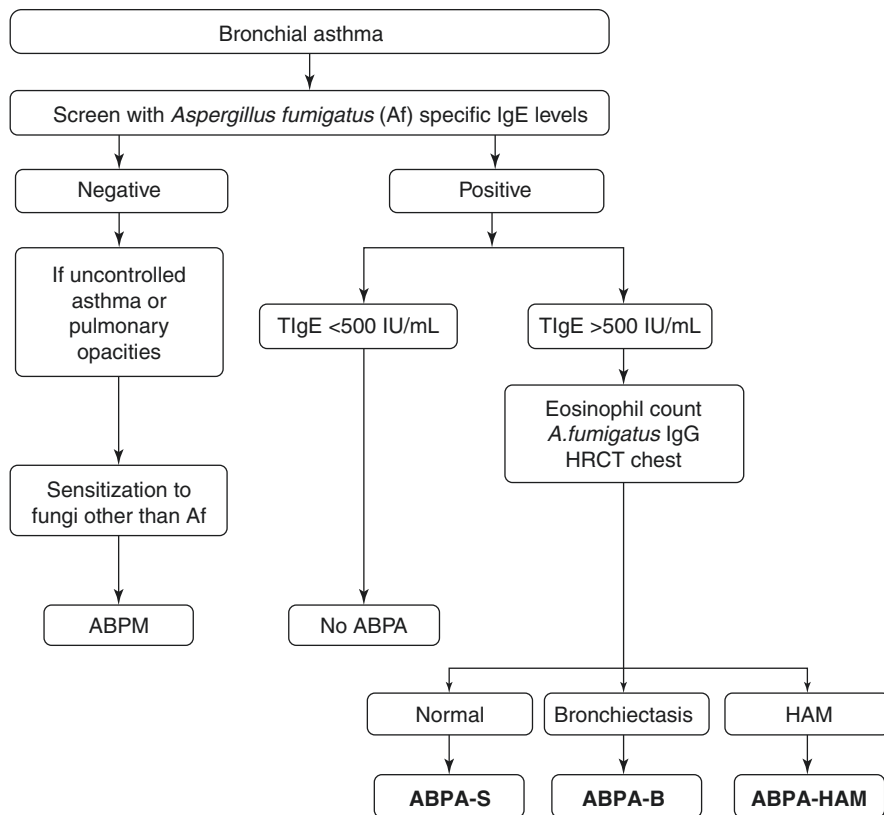 Bronchial asthma
Screen with Aspergillus fumigatus (Af) specific IgE levels
Negative
Positive
If uncontrolled
asthma or
pulmonary
opacities
TIgE <500 IU/mL
TIgE >500 IU/mL
Eosinophil count
A.fumigatus IgG
HRCT chest
Sensitization to
fungi other than Af
ABPM
No ABPA
Normal
Bronchiectasis
HAM
ABPA-S
ABPA-B
ABPA-HAM